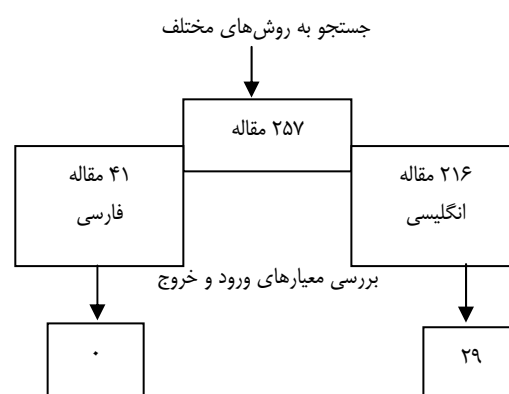 جستجو به روش‌های مختلف
۲۵۷ مقاله
۲۱۶ مقاله
انگلیسی
۴۱ مقاله
فارسی
بررسی معیارهای ورود و خروج
۲۹
۰